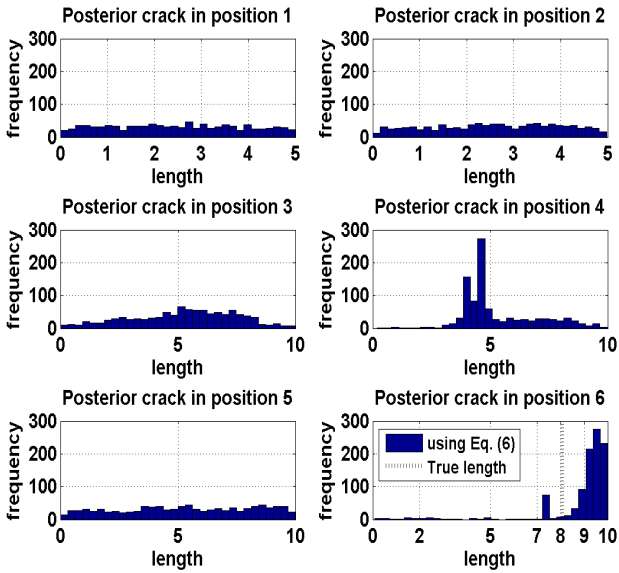 Posterior crack in position 1
Posterior crack in position 2
300
200
100
0
frequency
0 1 2 3 4 5
length
300
200
100
0
frequency
0 1 2 3 4 5
length
Posterior crack in position 3
Posterior crack in position 4
300
200
100
0
frequency
0 5 10
length
300
200
100
0
frequency
0 5 10
length
Posterior crack in position 5
Posterior crack in position 6
300
200
100
0
frequency
0 5 10
length
300
200
100
0
frequency
using Eq. (6)
True length
0 2 7 8 9 10
length